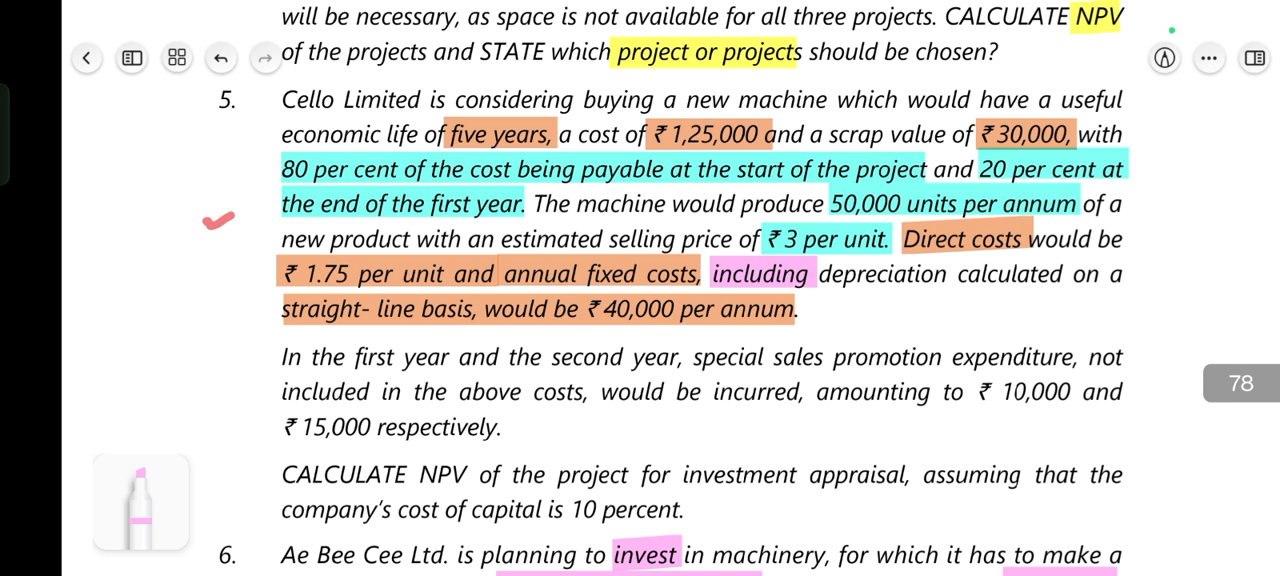 will be necessary, as space is not available for all three projects. CALCULATE NPV
of the projects and STATE which project or projects should be chosen?
5. Cello Limited is considering buying a new machine which would have a useful
economic life of five years, a cost of ₹ 1,25,000 and a scrap value of ₹ 30,000, with
80 per cent of the cost being payable at the start of the project and 20 per cent at
the end of the first year. The machine would produce 50,000 units per annum of a
new product with an estimated selling price of ₹ 3 per unit. Direct costs would be
₹ 1.75 per unit and annual fixed costs, including depreciation calculated on a
straight- line basis, would be ₹ 40,000 per annum.
In the first year and the second year, special sales promotion expenditure, not
included in the above costs, would be incurred, amounting to ₹ 10,000 and
₹ 15,000 respectively.
78
CALCULATE NPV of the project for investment appraisal, assuming that the
company's cost of capital is 10 percent.
6. Ae Bee Cee Ltd. is planning to invest in machinery, for which it has to make a